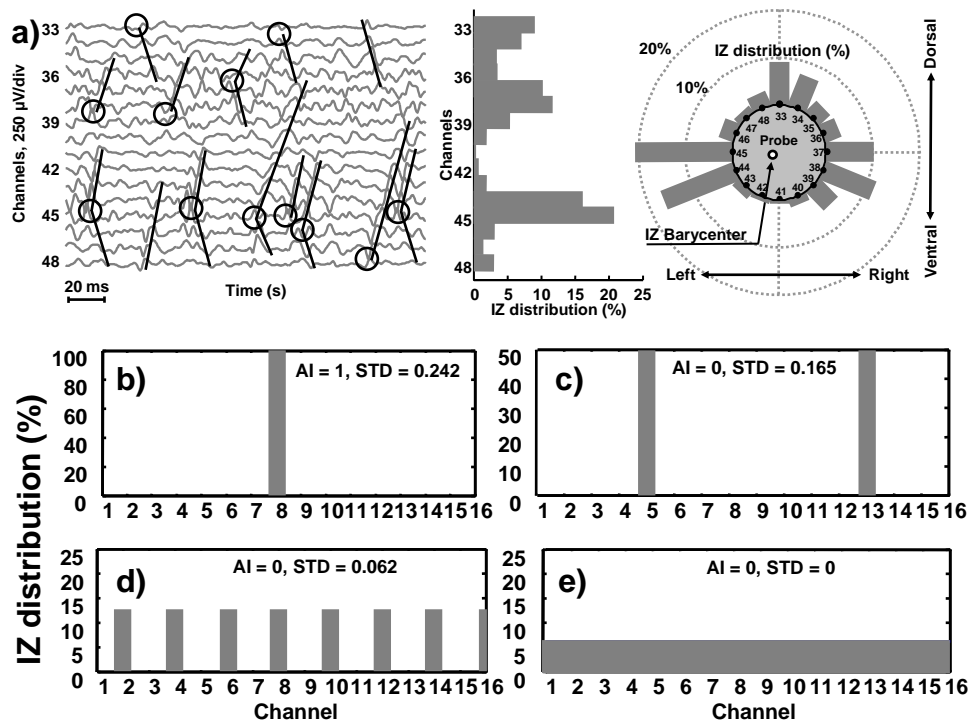 a)
Channels, 250 µV/div
33
36
39
42
45
48
20 ms
Time (s)
Channels
33
36
39
42
45
48
0 5 10 15 20 25
IZ distribution (%)
20%
10%
IZ distribution (%)
33
34
35
36
37
38
39
40
41
42
43
44
45
46
47
48
Probe
IZ Barycenter
Left
Right
Dorsal
Ventral
IZ distribution (%)
b)
AI = 1, STD = 0.242
100
80
60
40
20
0
1 2 3 4 5 6 7 8 9 10 11 12 13 14 15 16
c)
AI = 0, STD = 0.165
50
40
30
20
10
0
1 2 3 4 5 6 7 8 9 10 11 12 13 14 15 16
d)
AI = 0, STD = 0.062
25
20
15
10
5
0
1 2 3 4 5 6 7 8 9 10 11 12 13 14 15 16
Channel
e)
AI = 0, STD = 0
25
20
15
10
5
0
1 2 3 4 5 6 7 8 9 10 11 12 13 14 15 16
Channel